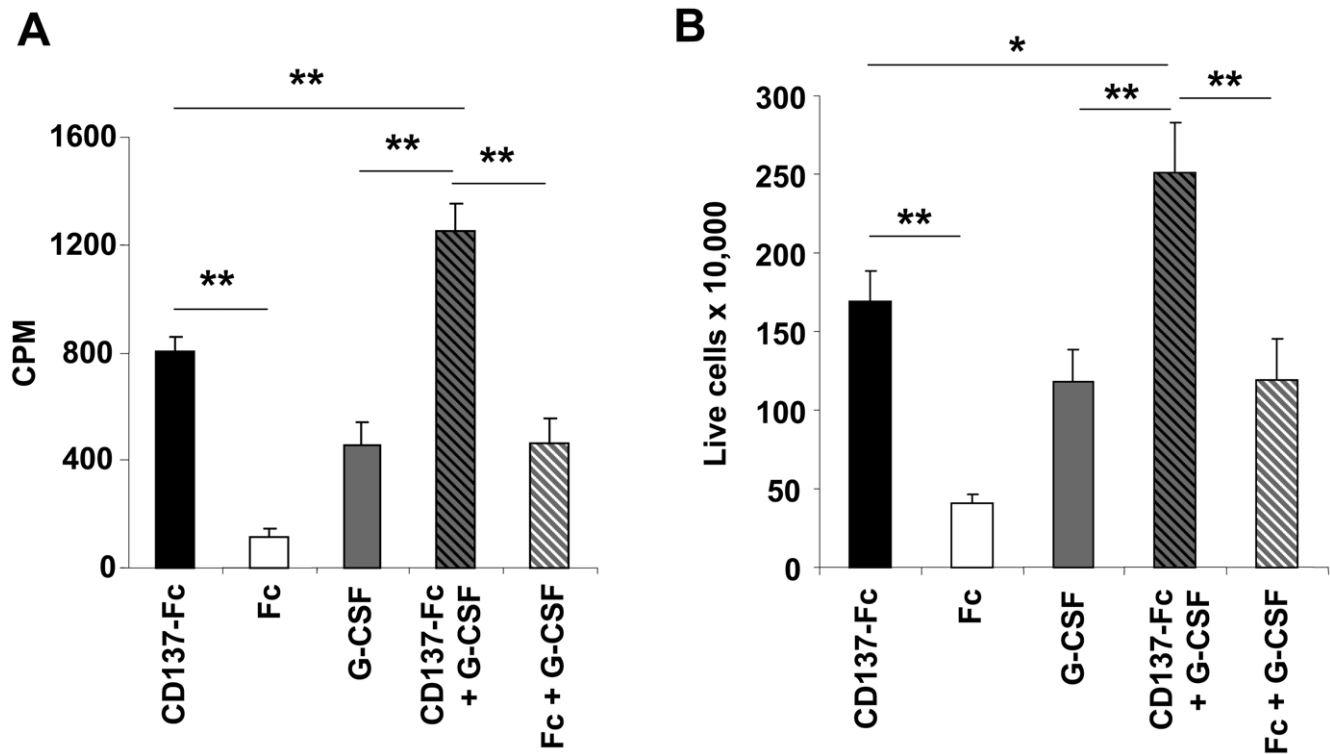 A
**
**
**
**
1600
1200
800
400
0
CPM
CD137-Fc
Fc
G-CSF
CD137-Fc
+ G-CSF
Fc + G-CSF
B
*
**
**
**
300
250
200
150
100
50
0
Live cells x 10,000
CD137-Fc
Fc
G-CSF
CD137-Fc
+ G-CSF
Fc + G-CSF